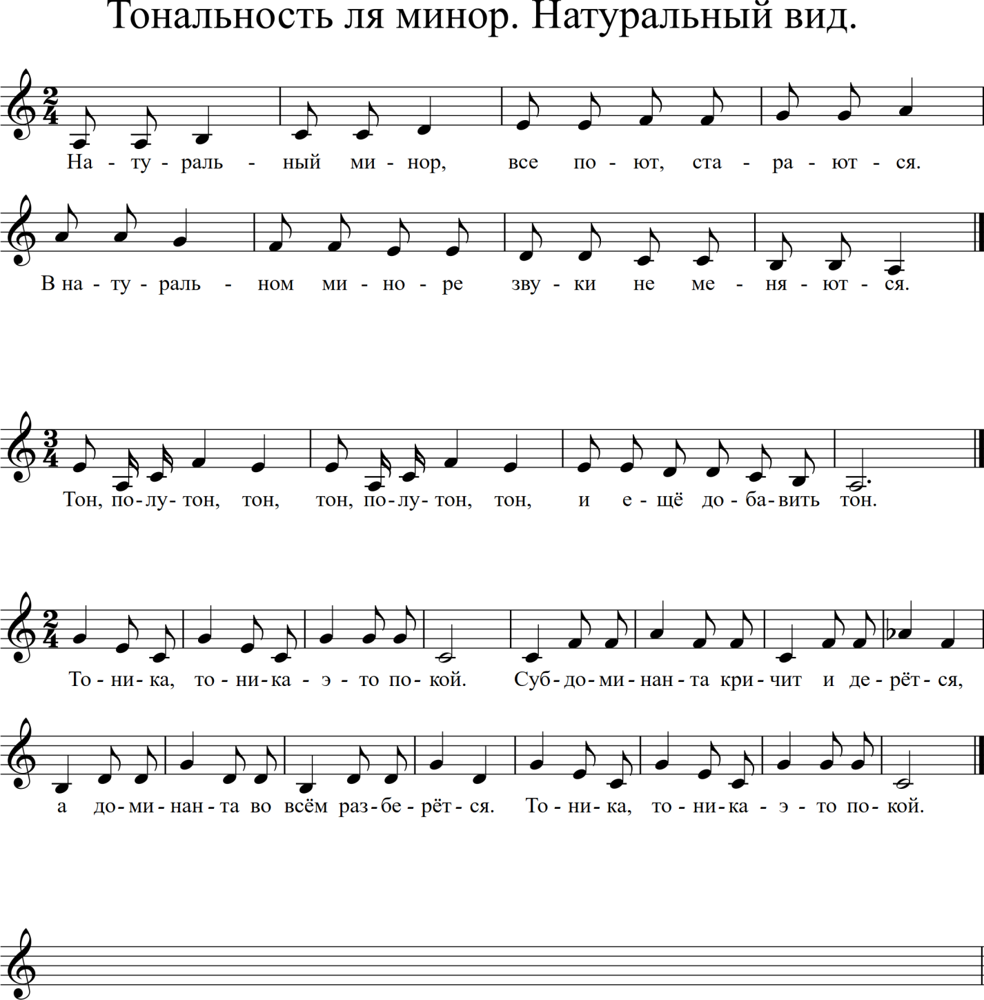 Тональность ля минор. Натуральный вид.
2 4
На - ту - раль - ный ми - нор, все по - ют, ста - ра - ют - ся.
В на - ту - раль - ном ми - но - ре зву - ки не ме - ня - ют - ся.
3 4
Тон, по - лу - тон, тон, тон, по - лу - тон, тон, и е - щё до - ба - вить тон.
2 4
То - ни - ка, то - ни - ка - э - то по - кой. Суб - до - ми - нан - та кри - чит и де - рёт - ся,
а до - ми - нан - та во всём раз - бе - рёт - ся. То - ни - ка, то - ни - ка - э - то по - кой.